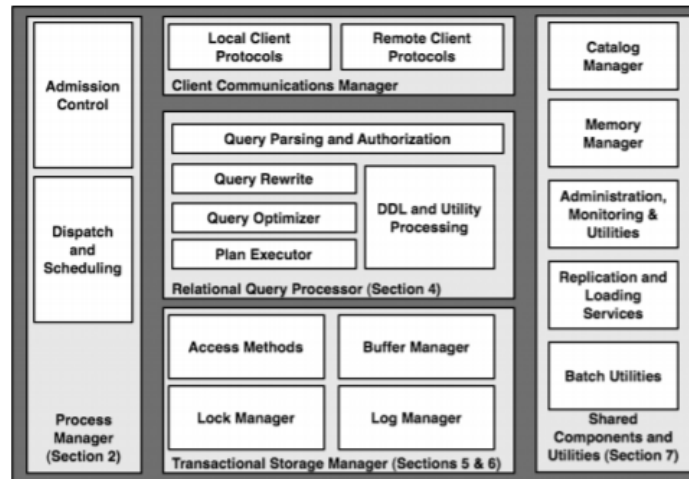 Admission
Control
Dispatch
and
Scheduling
Process
Manager
(Section 2)
Local Client
Protocols
Remote Client
Protocols
Client Communications Manager
Query Parsing and Authorization
Query Rewrite
Query Optimizer
Plan Executor
DDL and Utility
Processing
Relational Query Processor (Section 4)
Access Methods
Buffer Manager
Lock Manager
Log Manager
Transactional Storage Manager (Sections 5 & 6)
Catalog
Manager
Memory
Manager
Administration,
Monitoring &
Utilities
Replication and
Loading
Services
Batch Utilities
Shared
Components and
Utilities (Section 7)